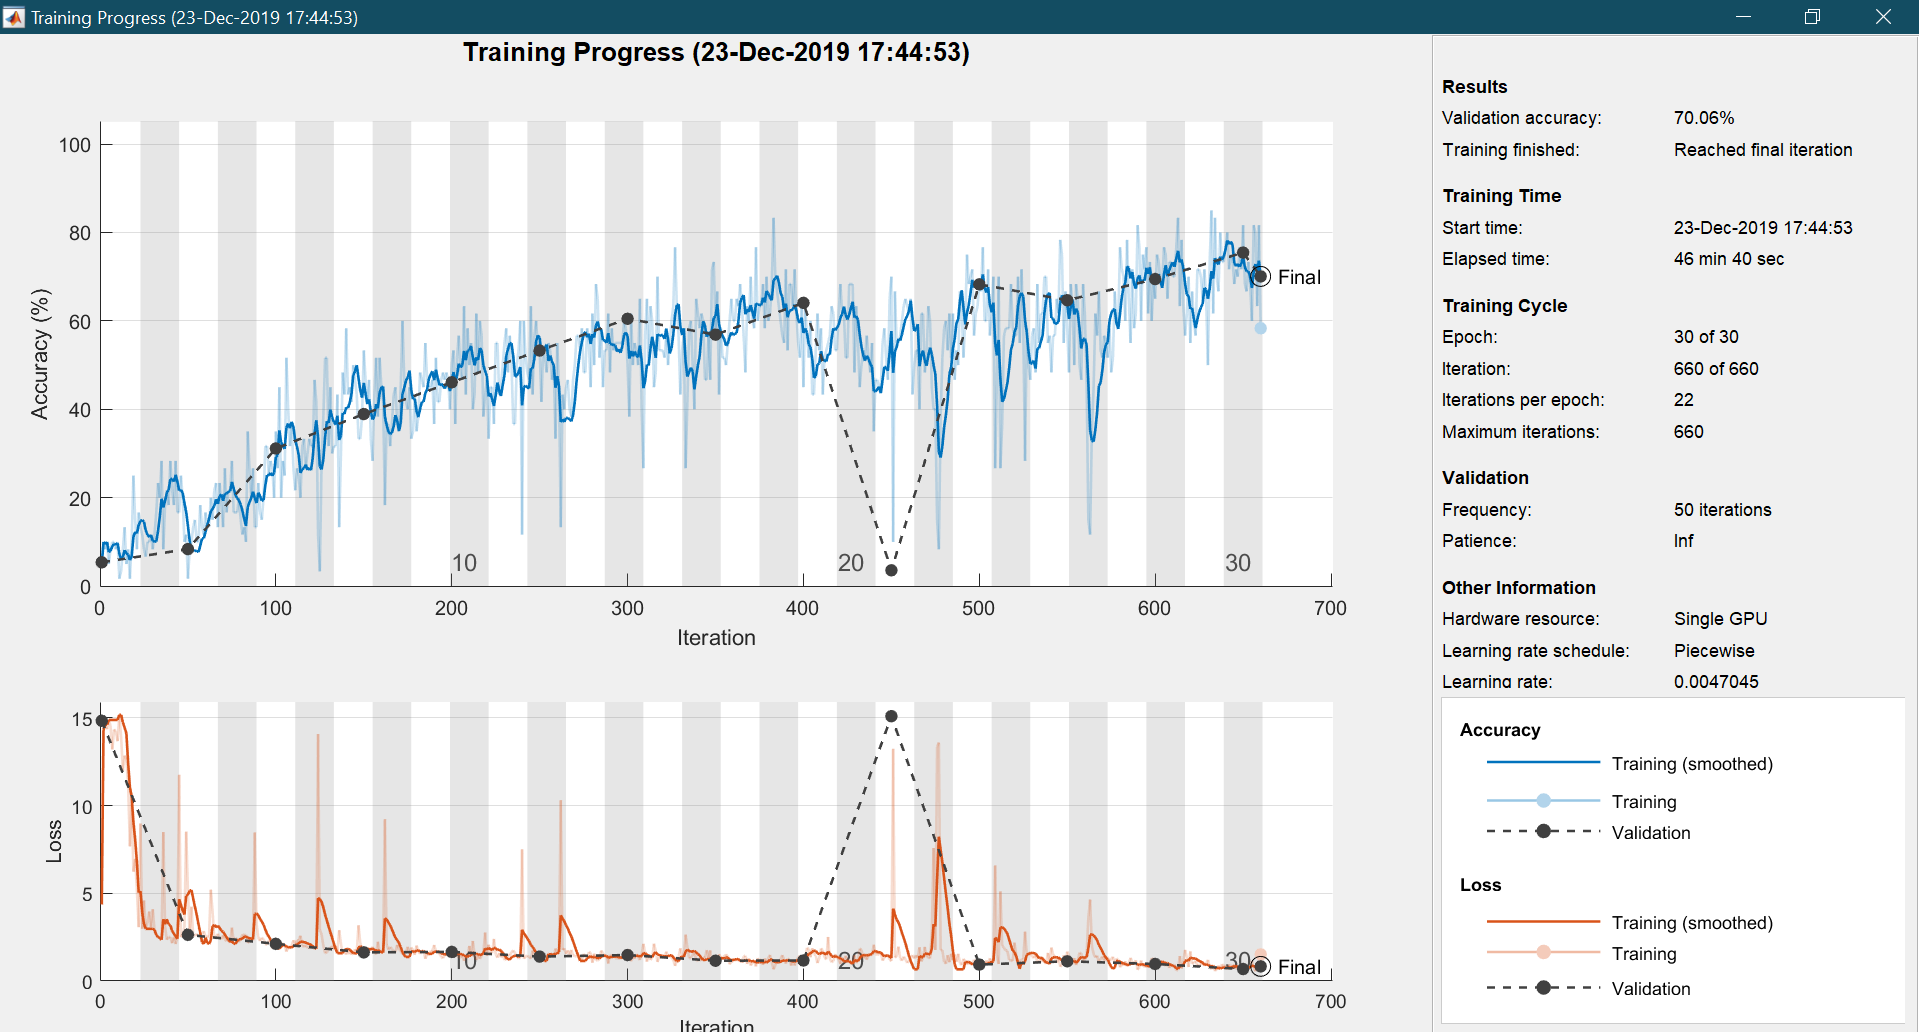 Training Progress (23-Dec-2019 17:44:53)
Training Progress (23-Dec-2019 17:44:53)
100
80
60
40
20
0
Accuracy (%)
10
20
30
Final
0 100 200 300 400 500 600 700
Iteration
15
10
5
0
Loss
10
20
30
Final
0 100 200 300 400 500 600 700
Iteration
Results
Validation accuracy: 70.06%
Training finished: Reached final iteration
Training Time
Start time: 23-Dec-2019 17:44:53
Elapsed time: 46 min 40 sec
Training Cycle
Epoch: 30 of 30
Iteration: 660 of 660
Iterations per epoch: 22
Maximum iterations: 660
Validation
Frequency: 50 iterations
Patience: Inf
Other Information
Hardware resource: Single GPU
Learning rate schedule: Piecewise
Learning rate: 0.0047045
Accuracy
Training (smoothed)
Training
Validation
Loss
Training (smoothed)
Training
Validation